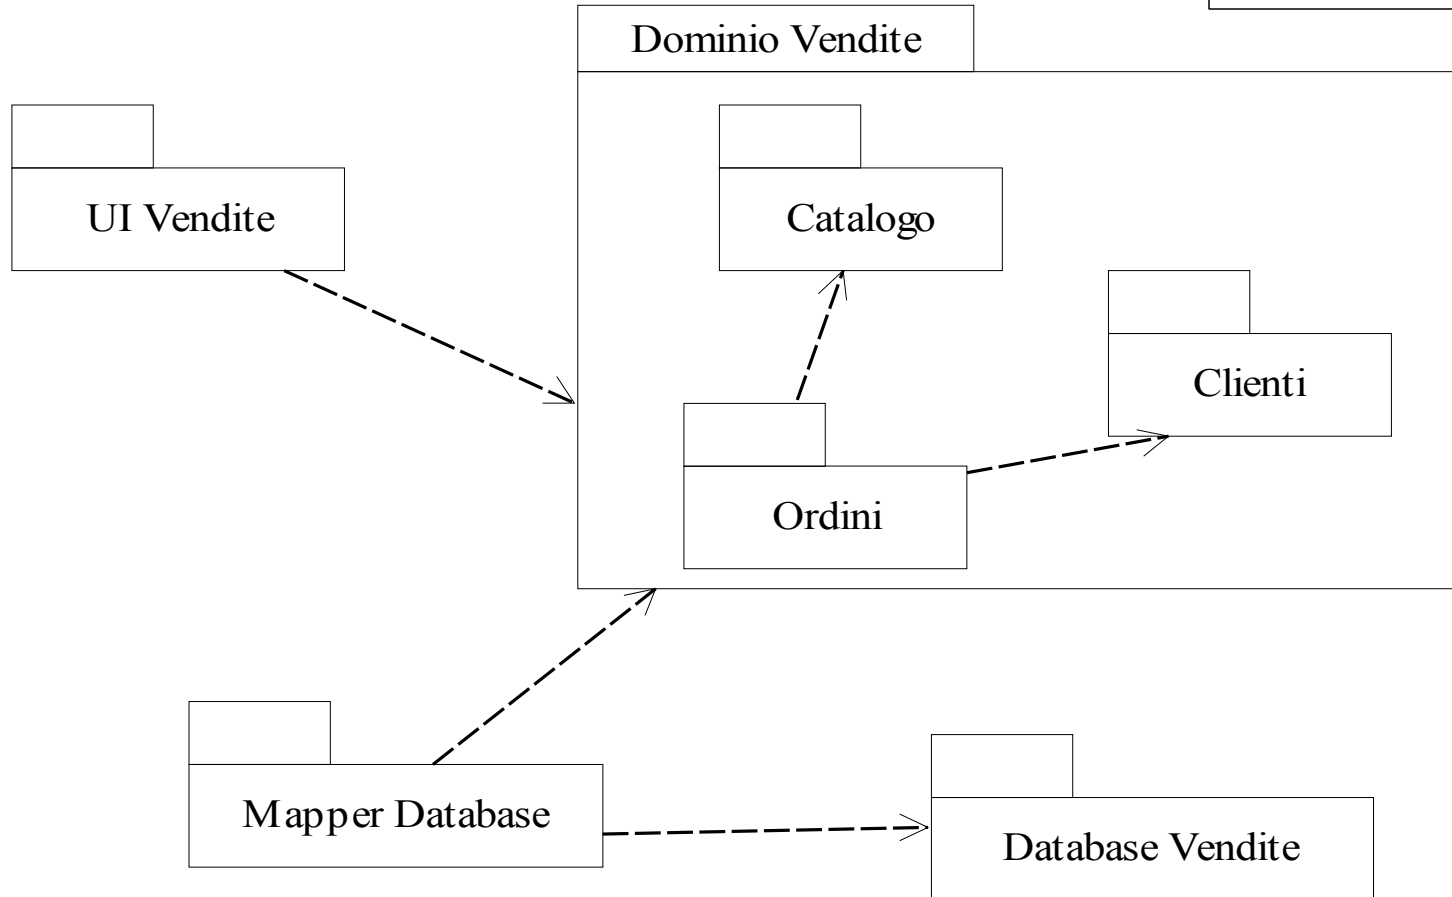 Dominio Vendite
UI Vendite
Catalogo
Clienti
Ordini
Mapper Database
Database Vendite